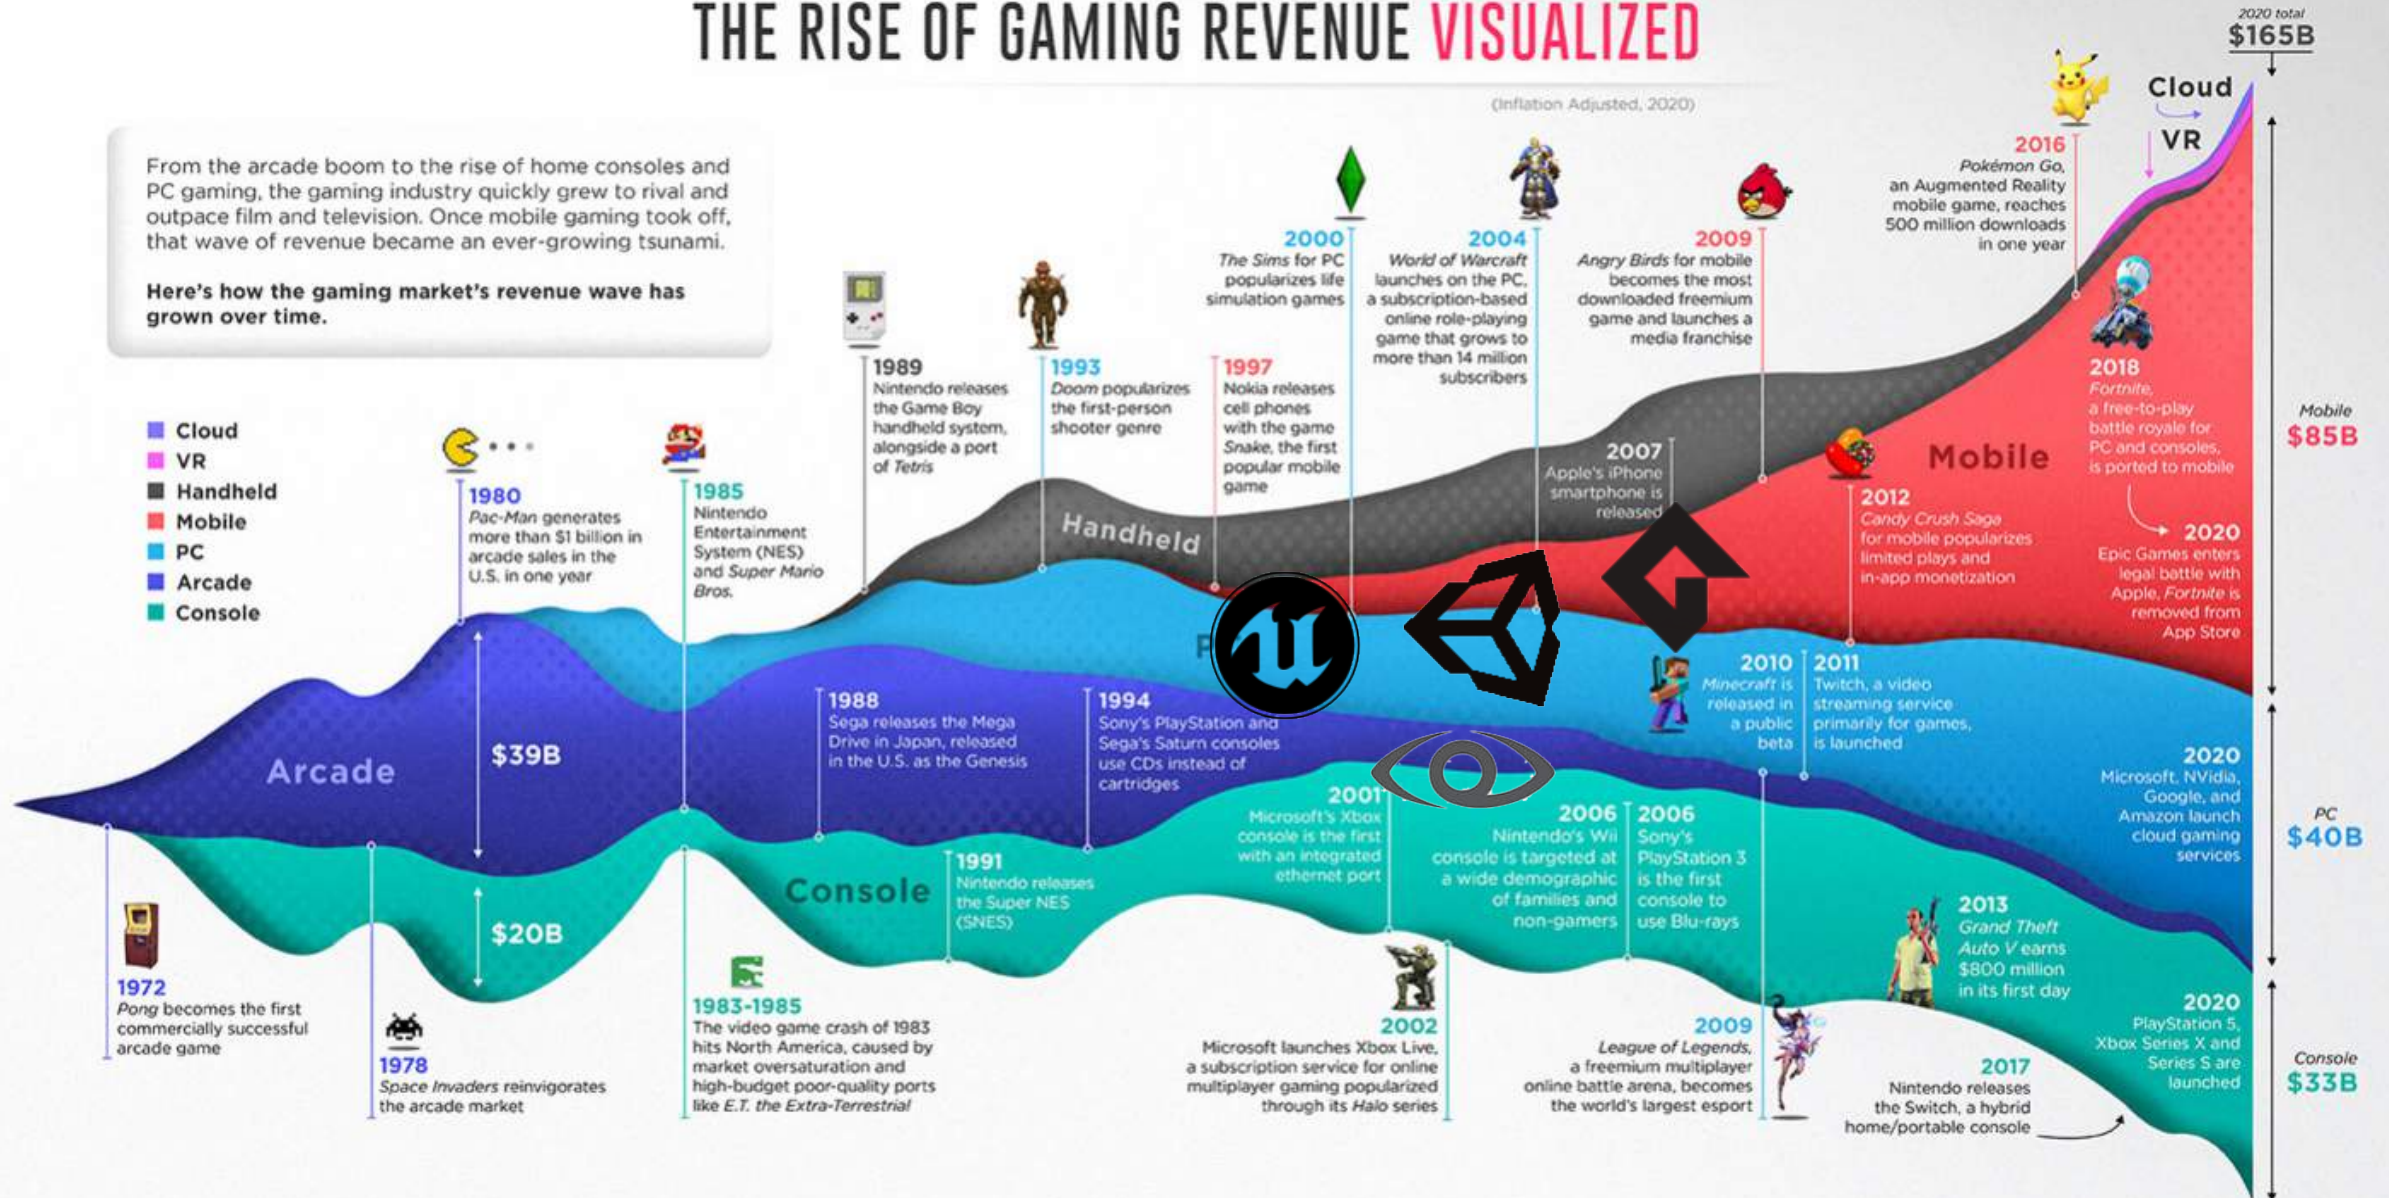 THE RISE OF GAMING REVENUE VISUALIZED
(Inflation Adjusted, 2020)
2020 total
$165B
From the arcade boom to the rise of home consoles and
PC gaming, the gaming industry quickly grew to rival and
outpace film and television. Once mobile gaming took off,
that wave of revenue became an ever-growing tsunami.
Here's how the gaming market's revenue wave has
grown over time.
Cloud
VR
Handheld
Mobile
PC
Arcade
Console
1980
Pac-Man generates
more than $1 billion in
arcade sales in the
U.S. in one year
1985
Nintendo
Entertainment
System (NES)
and Super Mario
Bros.
1989
Nintendo releases
the Game Boy
handheld system,
alongside a port
of Tetris
1993
Doom popularizes
the first-person
shooter genre
1997
Nokia releases
cell phones
with the game
Snake, the first
popular mobile
game
2000
The Sims for PC
popularizes life
simulation games
2004
World of Warcraft
launches on the PC,
a subscription-based
online role-playing
game that grows to
more than 14 million
subscribers
2009
Angry Birds for mobile
becomes the most
downloaded freemium
game and launches a
media franchise
2016
Pokémon Go,
an Augmented Reality
mobile game, reaches
500 million downloads
in one year
Cloud
VR
2007
Apple's iPhone
smartphone is
released
Handheld
Mobile
2012
Candy Crush Saga
for mobile popularizes
limited plays and
in-app monetization
2018
Fortnite,
a free-to-play
battle royale for
PC and consoles,
is ported to mobile
2020
Epic Games enters
legal battle with
Apple, Fortnite is
removed from
App Store
Mobile
$85B
2010
Minecraft is
released in
a public
beta
2011
Twitch, a video
streaming service
primarily for games,
is launched
2020
Microsoft, NVidia,
Google, and
Amazon launch
cloud gaming
services
PC
$40B
Arcade
$39B
1988
Sega releases the Mega
Drive in Japan, released
in the U.S. as the Genesis
1994
Sony's PlayStation and
Sega's Saturn consoles
use CDs instead of
cartridges
$20B
Console
1991
Nintendo releases
the Super NES
(SNES)
2001
Microsoft's Xbox
console is the first
with an integrated
ethernet port
2006
Nintendo's Wii
console is targeted at
a wide demographic
of families and
non-gamers
2006
Sony's
PlayStation 3
is the first
console to
use Blu-rays
2013
Grand Theft
Auto V earns
$800 million
in its first day
2020
PlayStation 5,
Xbox Series X and
Series S are
launched
Console
$33B
1972
Pong becomes the first
commercially successful
arcade game
1978
Space Invaders reinvigorates
the arcade market
1983-1985
The video game crash of 1983
hits North America, caused by
market oversaturation and
high-budget poor-quality ports
like E.T. the Extra-Terrestrial
2002
Microsoft launches Xbox Live,
a subscription service for online
multiplayer gaming popularized
through its Halo series
2009
League of Legends,
a freemium multiplayer
online battle arena, becomes
the world's largest esport
2017
Nintendo releases
the Switch, a hybrid
home/portable console